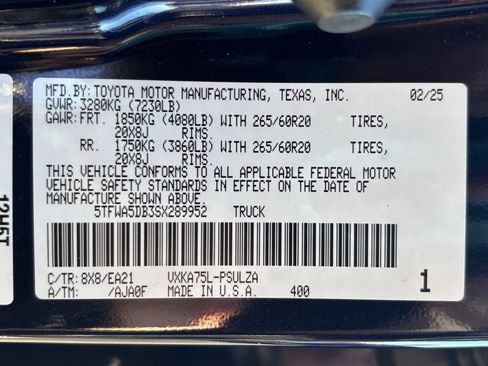 MFD.BY: TOYOTA MOTOR MANUFACTURING, TEXAS, INC. 02/25
GVWR: 3280KG (7230LB)
GAWR: FRT. 1850KG (4080LB) WITH 265/60R20 TIRES,
20X8J RIMS.
RR. 1750KG (3860LB) WITH 265/60R20 TIRES,
20X8J RIMS.
THIS VEHICLE CONFORMS TO ALL APPLICABLE FEDERAL MOTOR
VEHICLE SAFETY STANDARDS IN EFFECT ON THE DATE OF
MANUFACTURE SHOWN ABOVE.
5TFWA5DB3SX289952 TRUCK
C/TR: 8X8/EA21 VXKA75L-PSULZA
A/TM: /AJA0F MADE IN U.S.A. 400 1